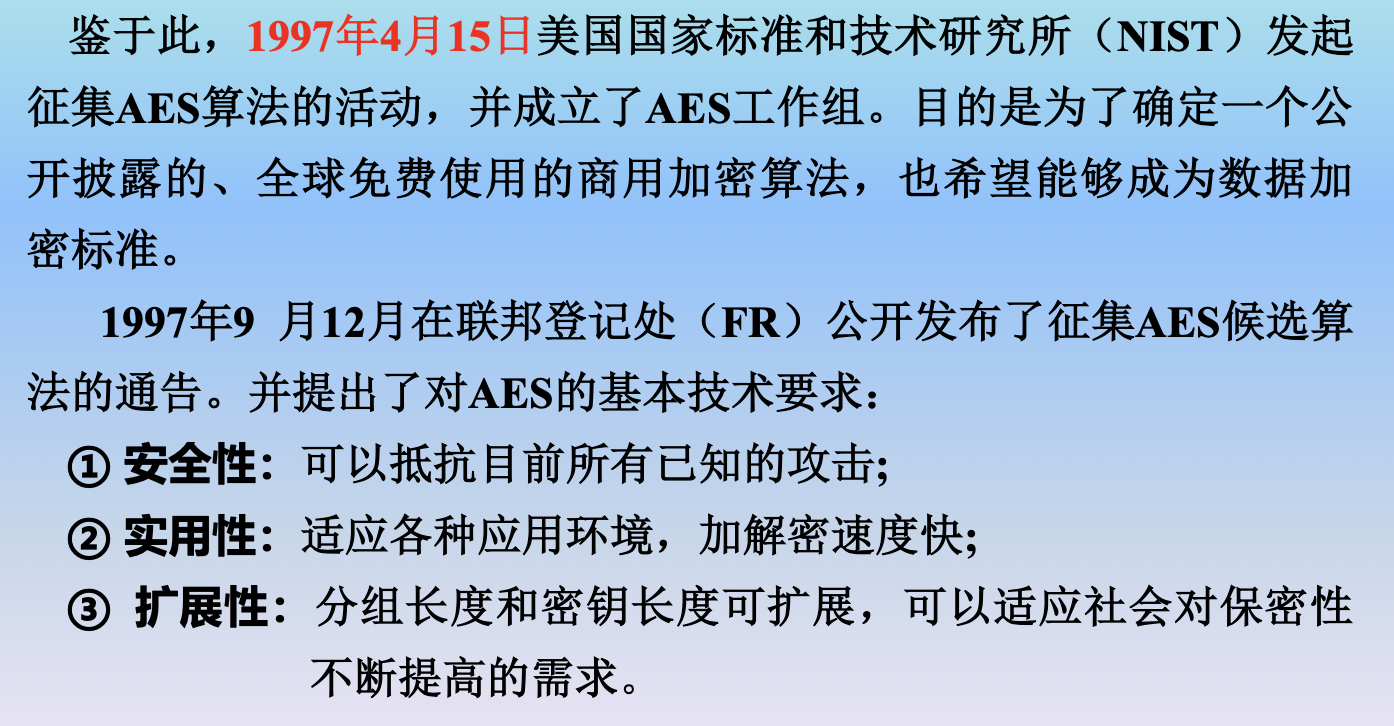 鉴于此，1997年4月15日美国国家标准和技术研究所（NIST）发起
征集AES算法的活动，并成立了AES工作组。目的是为了确定一个公
开披露的、全球免费使用的商用加密算法，也希望能够成为数据加
密标准。
1997年9 月12月在联邦登记处（FR）公开发布了征集AES候选算
法的通告。并提出了对AES的基本技术要求：
① 安全性：可以抵抗目前所有已知的攻击;
② 实用性：适应各种应用环境，加解密速度快;
③ 扩展性：分组长度和密钥长度可扩展，可以适应社会对保密性
不断提高的需求。